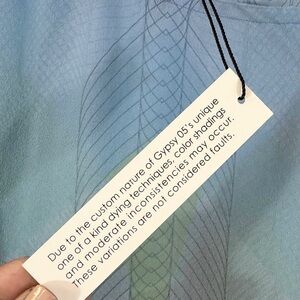 Due to the custom nature of Gypsy 05's unique
one of a kind dying techniques, color shadings
and moderate inconsistencies may occur.
These variations are not considered faults.